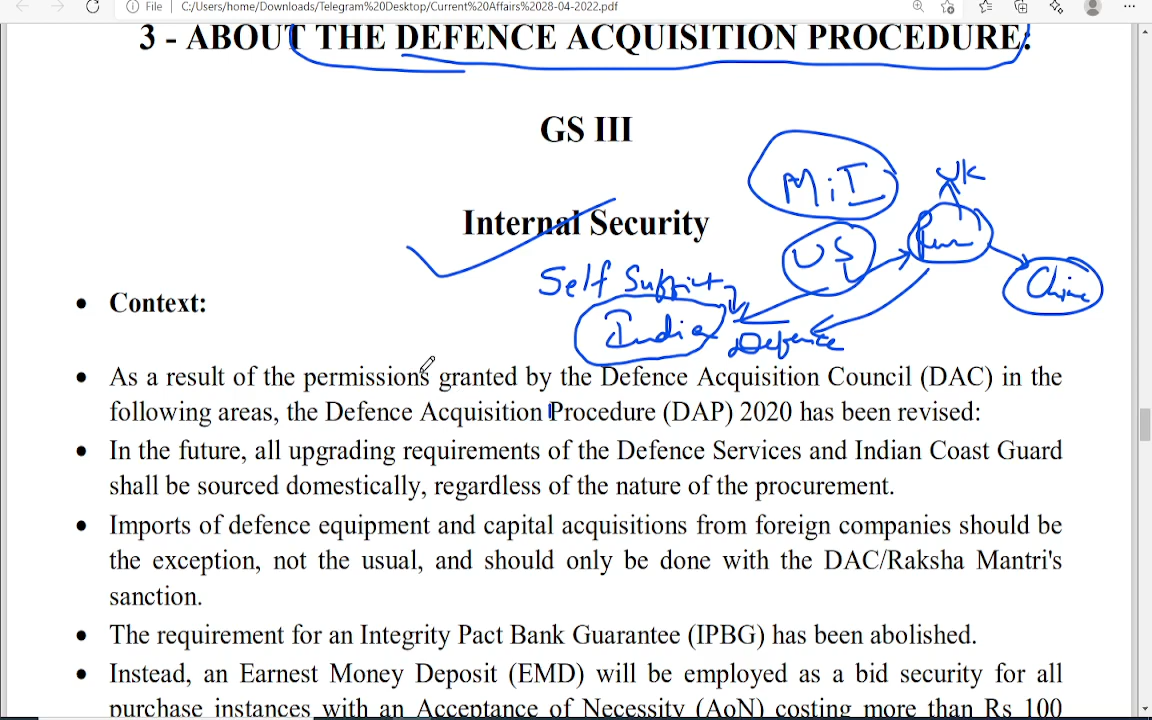 File C:/Users/home/Downloads/Telegram%20Desktop/Current%20Affairs%2028-04-2022.pdf
3 - ABOUT THE DEFENCE ACQUISITION PROCEDURE:
GS III
MiI
UK
Internal Security
US
China
Self
India
Defence
• Context:
• As a result of the permissions granted by the Defence Acquisition Council (DAC) in the
following areas, the Defence Acquisition Procedure (DAP) 2020 has been revised:
• In the future, all upgrading requirements of the Defence Services and Indian Coast Guard
shall be sourced domestically, regardless of the nature of the procurement.
• Imports of defence equipment and capital acquisitions from foreign companies should be
the exception, not the usual, and should only be done with the DAC/Raksha Mantri's
sanction.
• The requirement for an Integrity Pact Bank Guarantee (IPBG) has been abolished.
• Instead, an Earnest Money Deposit (EMD) will be employed as a bid security for all
purchase instances with an Acceptance of Necessity (AoN) costing more than Rs 100